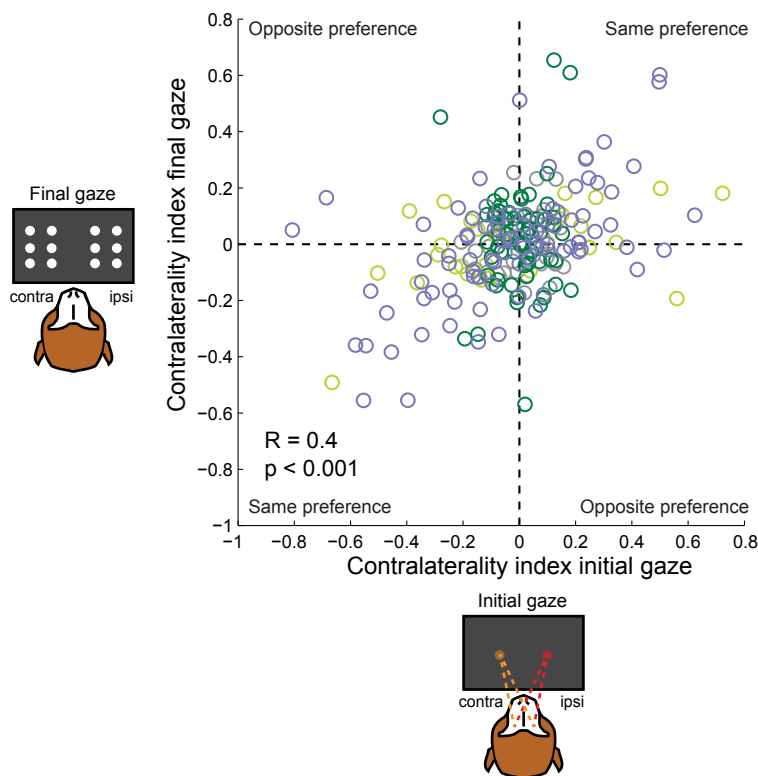 Opposite preference
Same preference
0.8
0.6
0.4
0.2
0
−0.2
−0.4
−0.6
−0.8
−1
Contralaterality index final gaze
R = 0.4
p < 0.001
Same preference
Opposite preference
−1
−0.8
−0.6
−0.4
−0.2
0
0.2
0.4
0.6
0.8
Contralaterality index initial gaze
Final gaze
contra
ipsi
Initial gaze
contra
ipsi